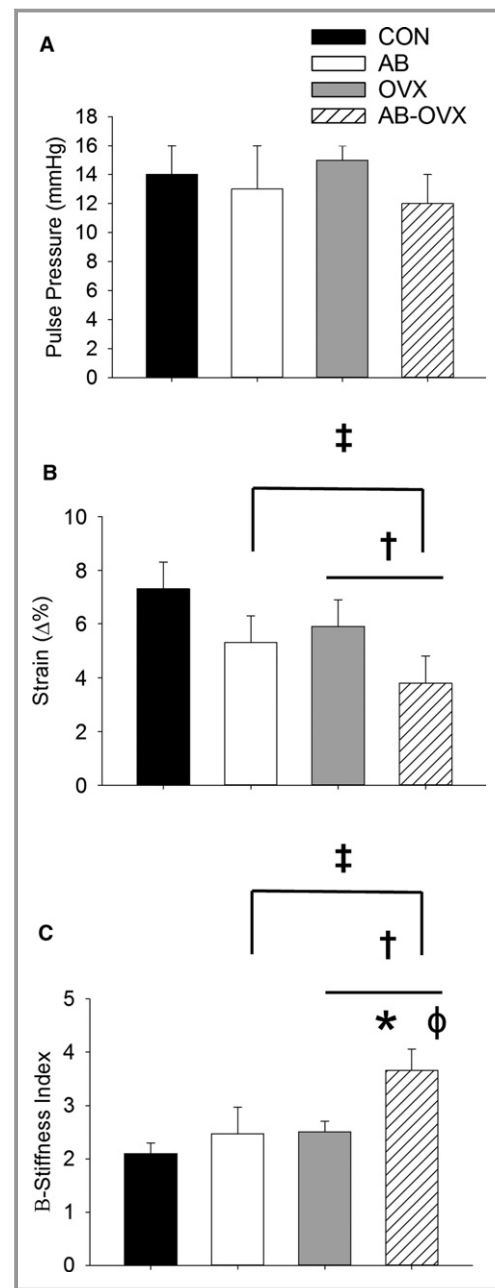 A
CON
AB
OVX
AB-OVX
Pulse Pressure (mmHg)
18
16
14
12
10
8
6
4
2
0
‡
B
†
Strain (Δ%)
10
8
6
4
2
0
‡
C
†
* ϕ
B-Stiffness Index
5
4
3
2
1
0